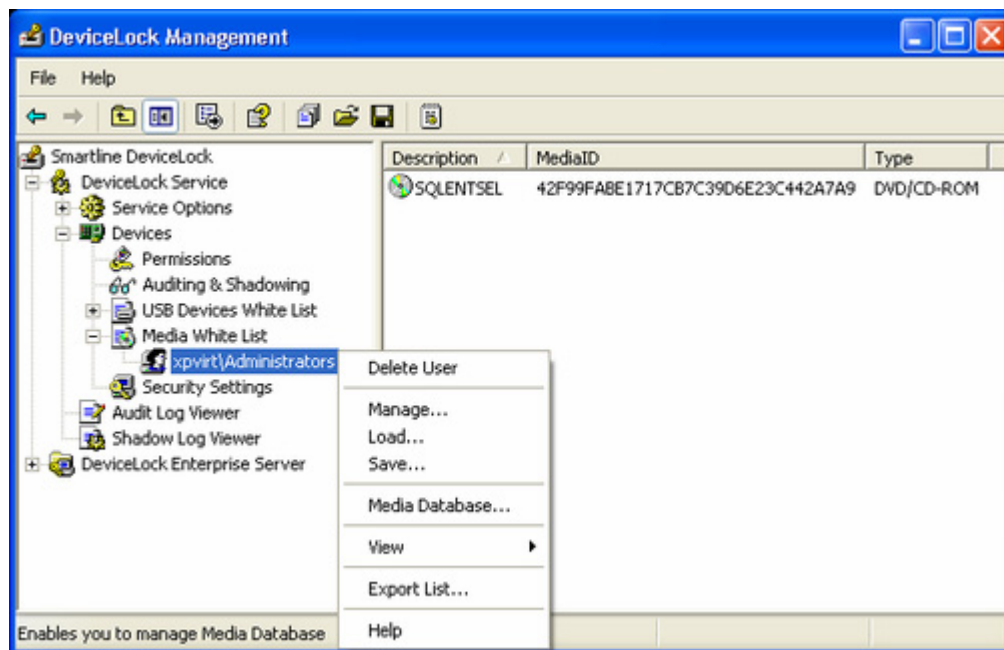 DeviceLock Management
File Help
Smartline DeviceLock
DeviceLock Service
Service Options
Devices
Permissions
Auditing & Shadowing
USB Devices White List
Media White List
xpvirt\Administrators
Security Settings
Audit Log Viewer
Shadow Log Viewer
DeviceLock Enterprise Server
Description MediaID Type
SQLENTSEL 42F99FABE1717CB7C39D6E23C442A7A9 DVD/CD-ROM
Delete User
Manage...
Load...
Save...
Media Database...
View
Export List...
Help
Enables you to manage Media Database